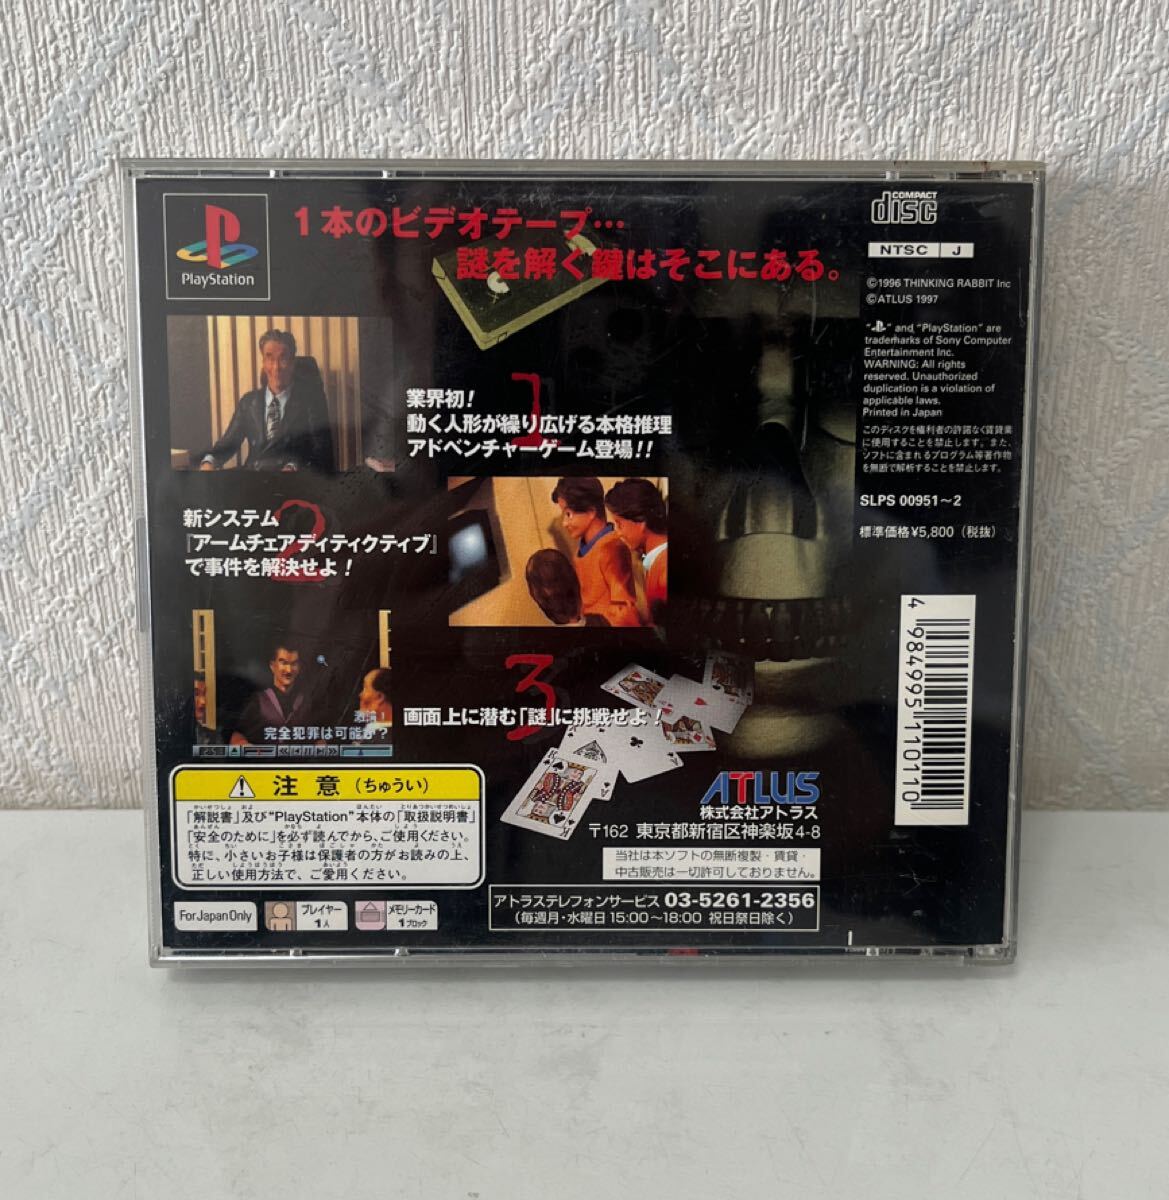 PlayStation
1本のビデオテープ…
謎を解く鍵はそこにある。
COMPACT
disc
NTSC J
©1996 THINKING RABBIT Inc
©ATLUS 1997
" " and "PlayStation" are
trademarks of Sony Computer
Entertainment Inc.
WARNING: All rights
reserved. Unauthorized
duplication is a violation of
applicable laws.
Printed in Japan
このディスクを権利者の許諾なく賃貸業
に使用することを禁止します。また、
ソフトに含まれるプログラム等著作物
を無断で解析することを禁止します。
SLPS 00951〜2
標準価格¥5,800(税抜)
4984995110110
1
業界初!
動く人形が繰り広げる本格推理
アドベンチャーゲーム登場!!
2
新システム
『アームチェアディティクティブ』
で事件を解決せよ!
激論!
完全犯罪は可能か?
3
画面上に潜む「謎」に挑戦せよ!
ATLUS
株式会社アトラス
〒162 東京都新宿区神楽坂4-8
当社は本ソフトの無断複製・賃貸・
中古販売は一切許可しておりません。
アトラステレフォンサービス 03-5261-2356
(毎週月・水曜日15:00〜18:00 祝日祭日除く)
注意(ちゅうい)
「解説書」及び"PlayStation"本体の「取扱説明書」
「安全のために」を必ず読んでから、ご使用ください。
特に、小さいお子様は保護者の方がお読みの上、
正しい使用方法で、ご愛用ください。
For Japan Only
プレイヤー
1人
メモリーカード
1ブロック